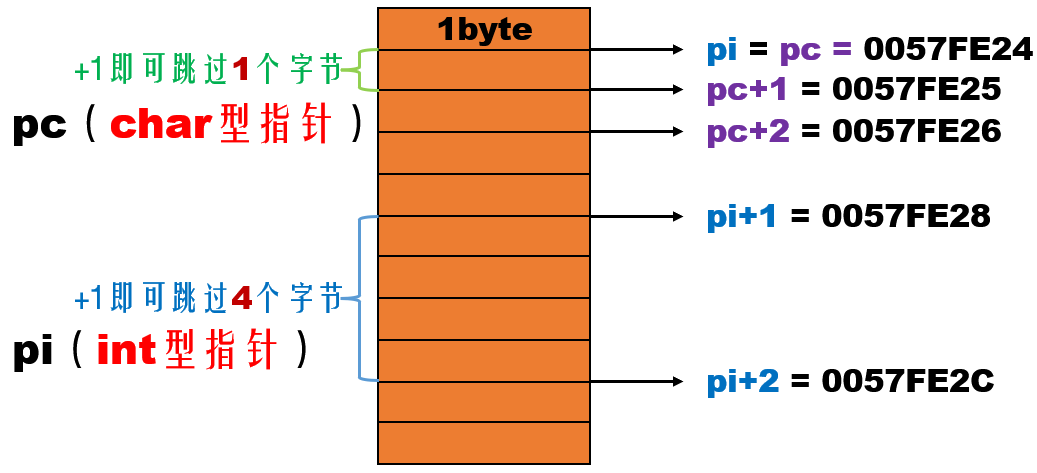 1byte
+1即可跳过1个字节
pc（char型指针）
pi = pc = 0057FE24
pc+1 = 0057FE25
pc+2 = 0057FE26
pi+1 = 0057FE28
+1即可跳过4个字节
pi（int型指针）
pi+2 = 0057FE2C